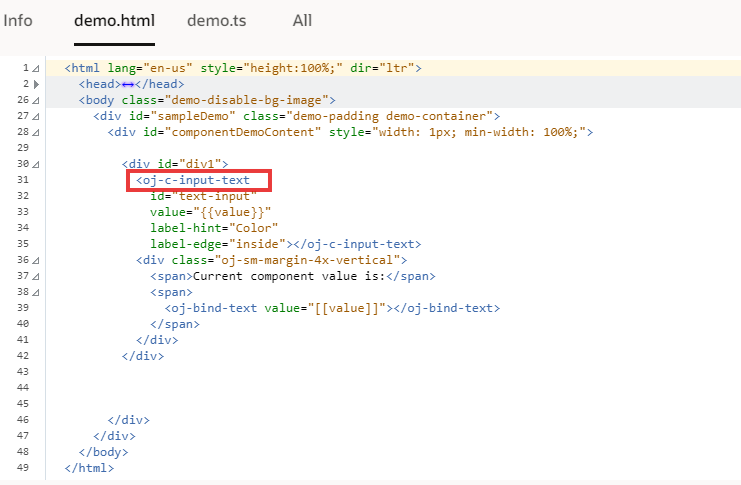 Info demo.html demo.ts All
1 <html lang="en-us" style="height:100%;" dir="ltr">
2 <head>↔</head>
26 <body class="demo-disable-bg-image">
27 <div id="sampleDemo" class="demo-padding demo-container">
28 <div id="componentDemoContent" style="width: 1px; min-width: 100%;">
29
30 <div id="div1">
31 <oj-c-input-text
32 id="text-input"
33 value="{{value}}"
34 label-hint="Color"
35 label-edge="inside"></oj-c-input-text>
36 <div class="oj-sm-margin-4x-vertical">
37 <span>Current component value is:</span>
38 <span>
39 <oj-bind-text value="[[value]]"></oj-bind-text>
40 </span>
41 </div>
42 </div>
43
44
45
46 </div>
47 </div>
48 </body>
49 </html>